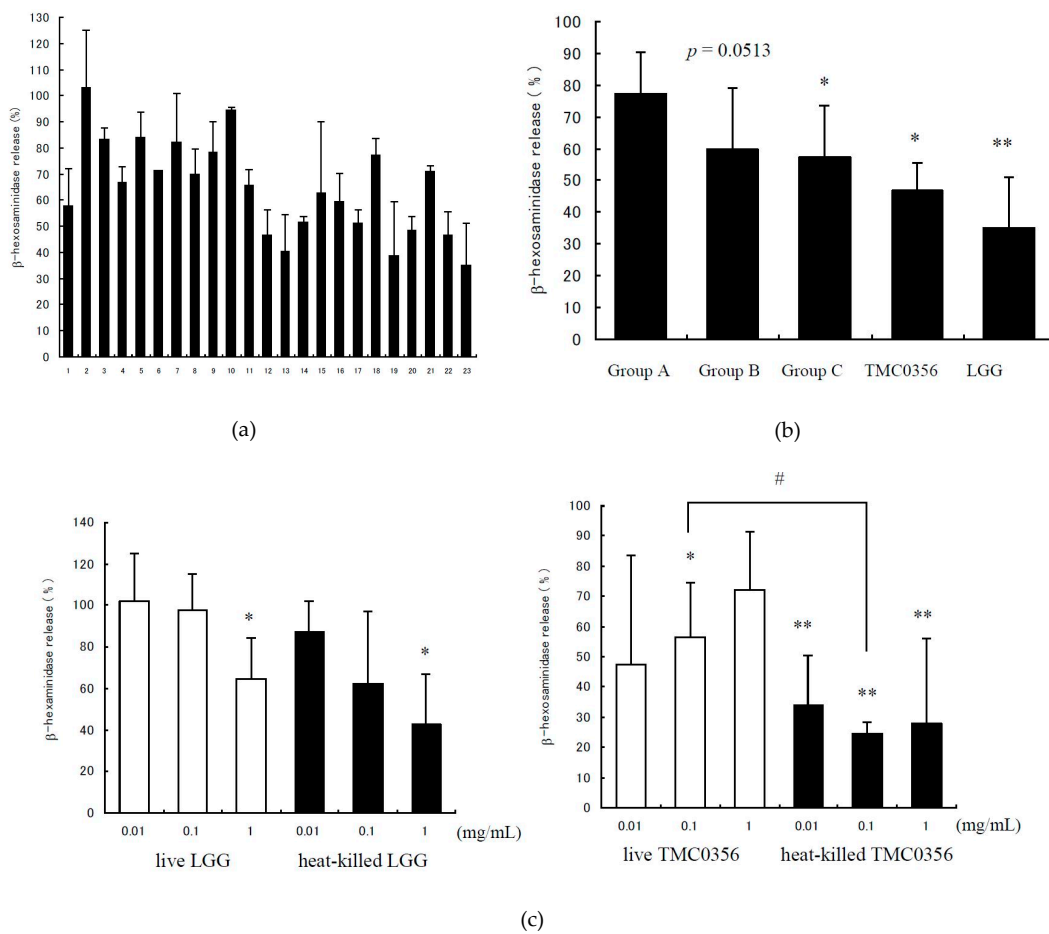 130
120
110
100
90
80
70
60
50
40
30
20
10
0
β-hexosaminidase release (%)
1 2 3 4 5 6 7 8 9 10 11 12 13 14 15 16 17 18 19 20 21 22 23
(a)
100
90
80
70
60
50
40
30
20
10
0
β-hexosaminidase release ( % )
p = 0.0513
* * **
Group A Group B Group C TMC0356 LGG
(b)
140
120
100
80
60
40
20
0
β-hexaminidase release ( % )
* *
0.01 0.1 1 0.01 0.1 1 (mg/mL)
live LGG heat-killed LGG
#
100
90
80
70
60
50
40
30
20
10
0
β-hexosaminidase release ( % )
* ** ** **
0.01 0.1 1 0.01 0.1 1 (mg/mL)
live TMC0356 heat-killed TMC0356
(c)